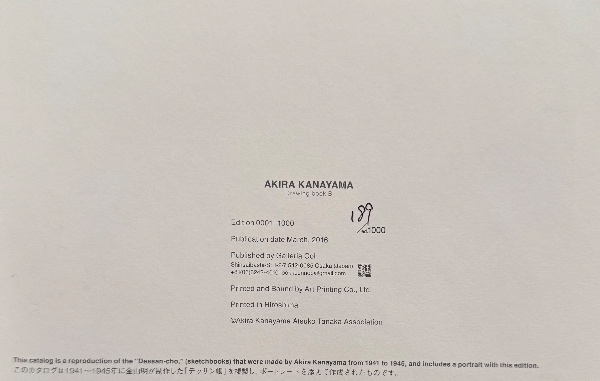 AKIRA KANAYAMA
Drawing book B
Edition 0001-1000
189
/1000
Publication date March, 2016
Published by Galleria Col
Osaka
Printed and Bound by Art Printing Co., Ltd.
Printed in Hiroshima
©Akira Kanayama Atsuko Tanaka Association
This catalog is a reproduction of the "Dessan-cho," (sketchbooks) that were made by Akira Kanayama from 1941 to 1945, and includes a portrait with this edition.
このカタログは1941～1945年に金山明が制作した「デッサン帳」を複製し、ポートレートを添えて作成されたものです。